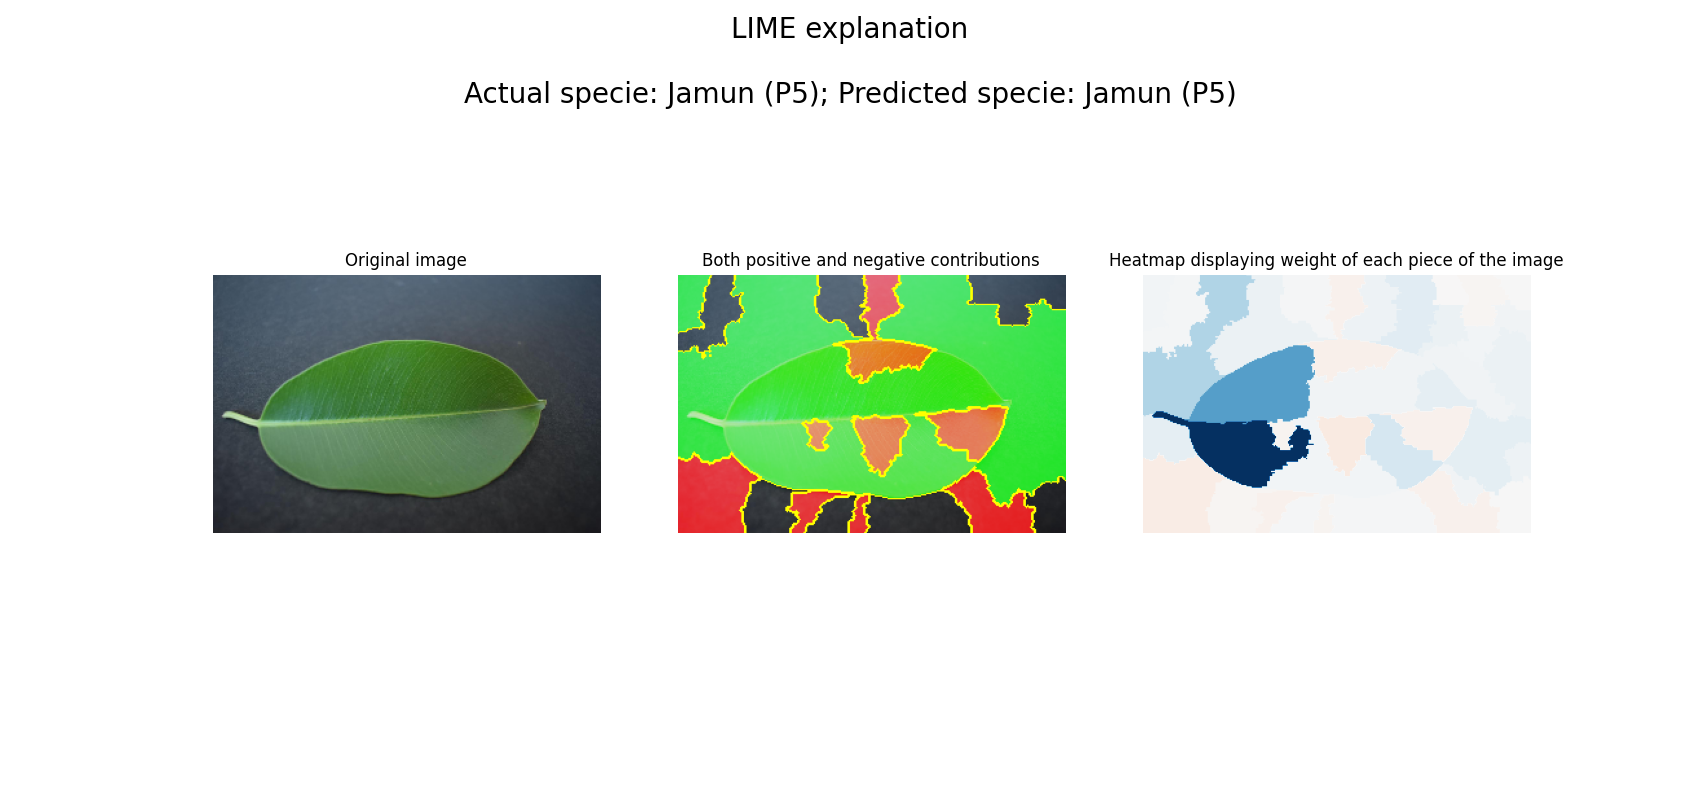 LIME explanation
Actual specie: Jamun (P5); Predicted specie: Jamun (P5)
Original image
Both positive and negative contributions
Heatmap displaying weight of each piece of the image